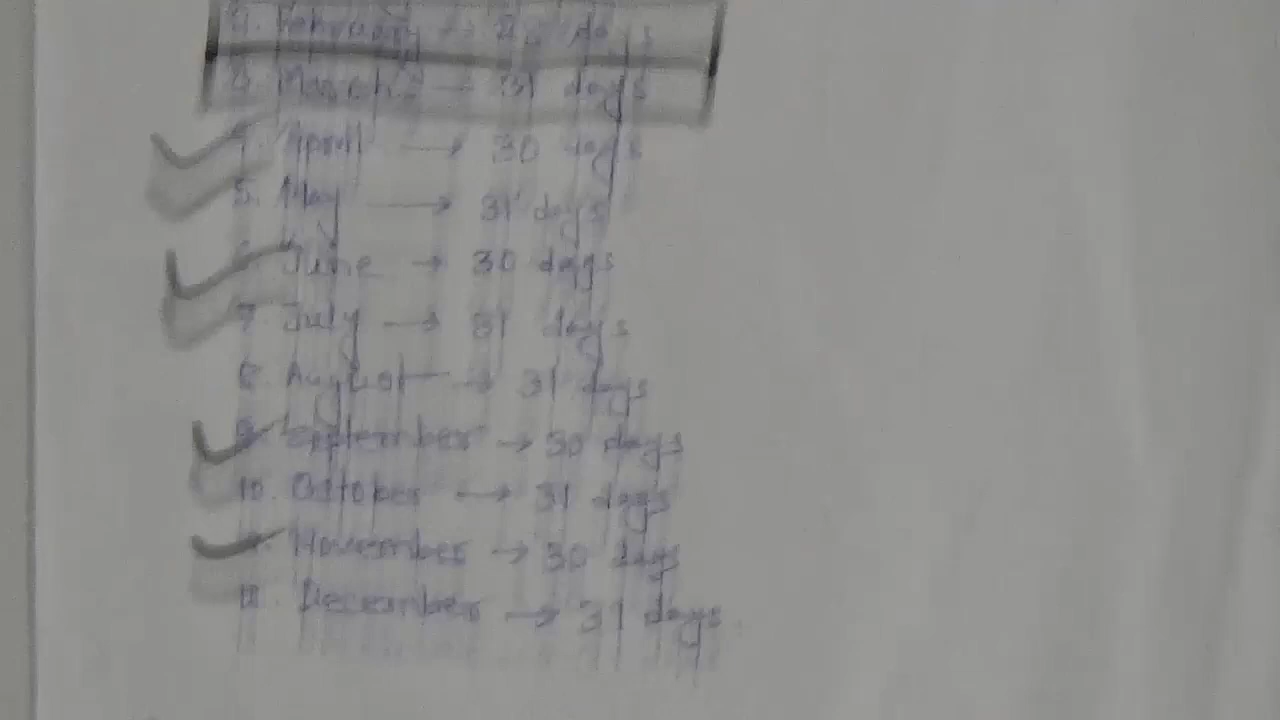 February → days
3. March → 31 days
4. April → 30 days
5. May → 31 days
6. June → 30 days
7. July → 31 days
8. August → 31 days
9. September → 30 days
10. October → 31 days
November → 30 days
December → 31 days